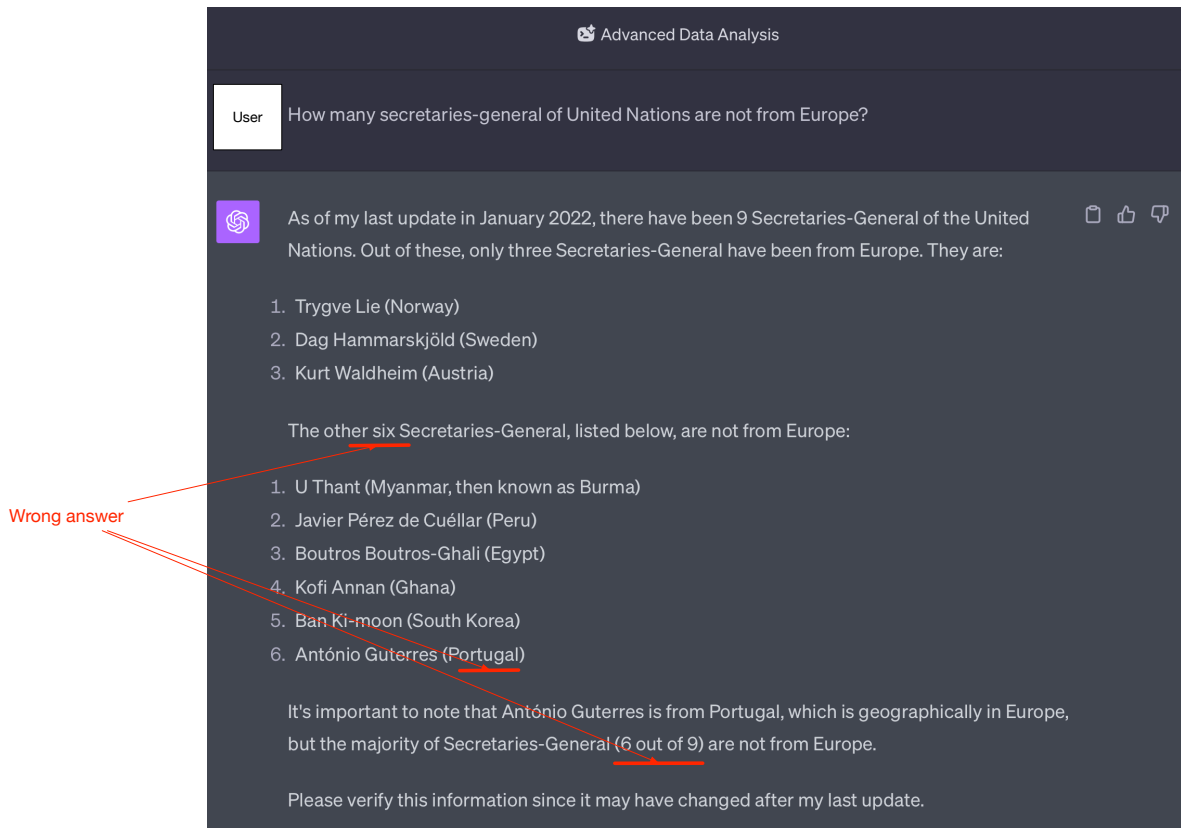 Advanced Data Analysis
User
How many secretaries-general of United Nations are not from Europe?
As of my last update in January 2022, there have been 9 Secretaries-General of the United
Nations. Out of these, only three Secretaries-General have been from Europe. They are:
1. Trygve Lie (Norway)
2. Dag Hammarskjöld (Sweden)
3. Kurt Waldheim (Austria)
The other six Secretaries-General, listed below, are not from Europe:
1. U Thant (Myanmar, then known as Burma)
2. Javier Pérez de Cuéllar (Peru)
Wrong answer
3. Boutros Boutros-Ghali (Egypt)
4. Kofi Annan (Ghana)
5. Ban Ki-moon (South Korea)
6. António Guterres (Portugal)
It's important to note that António Guterres is from Portugal, which is geographically in Europe,
but the majority of Secretaries-General (6 out of 9) are not from Europe.
Please verify this information since it may have changed after my last update.